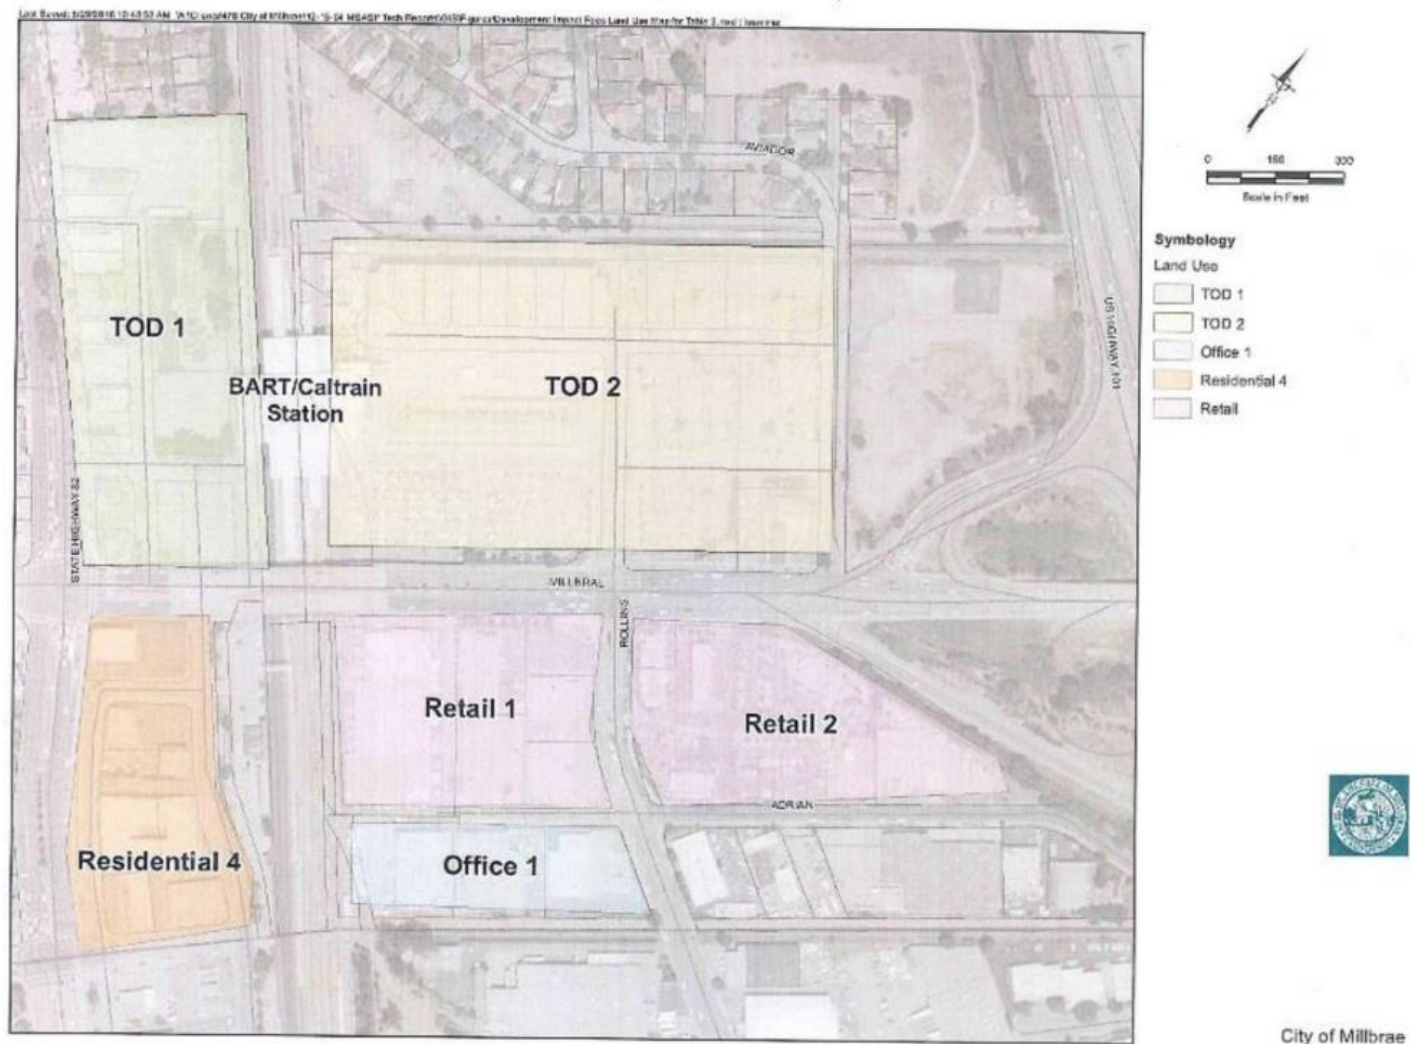 AVIADOR
0 150 300
Scale in Feet
Symbology
Land Use
TOD 1
TOD 2
Office 1
Residential 4
Retail
US HIGHWAY 101
TOD 1
BART/Caltrain
Station
TOD 2
STATE HIGHWAY 82
ROLLINS
Retail 1
Retail 2
ADRIAN
Residential 4
Office 1
City of Millbrae